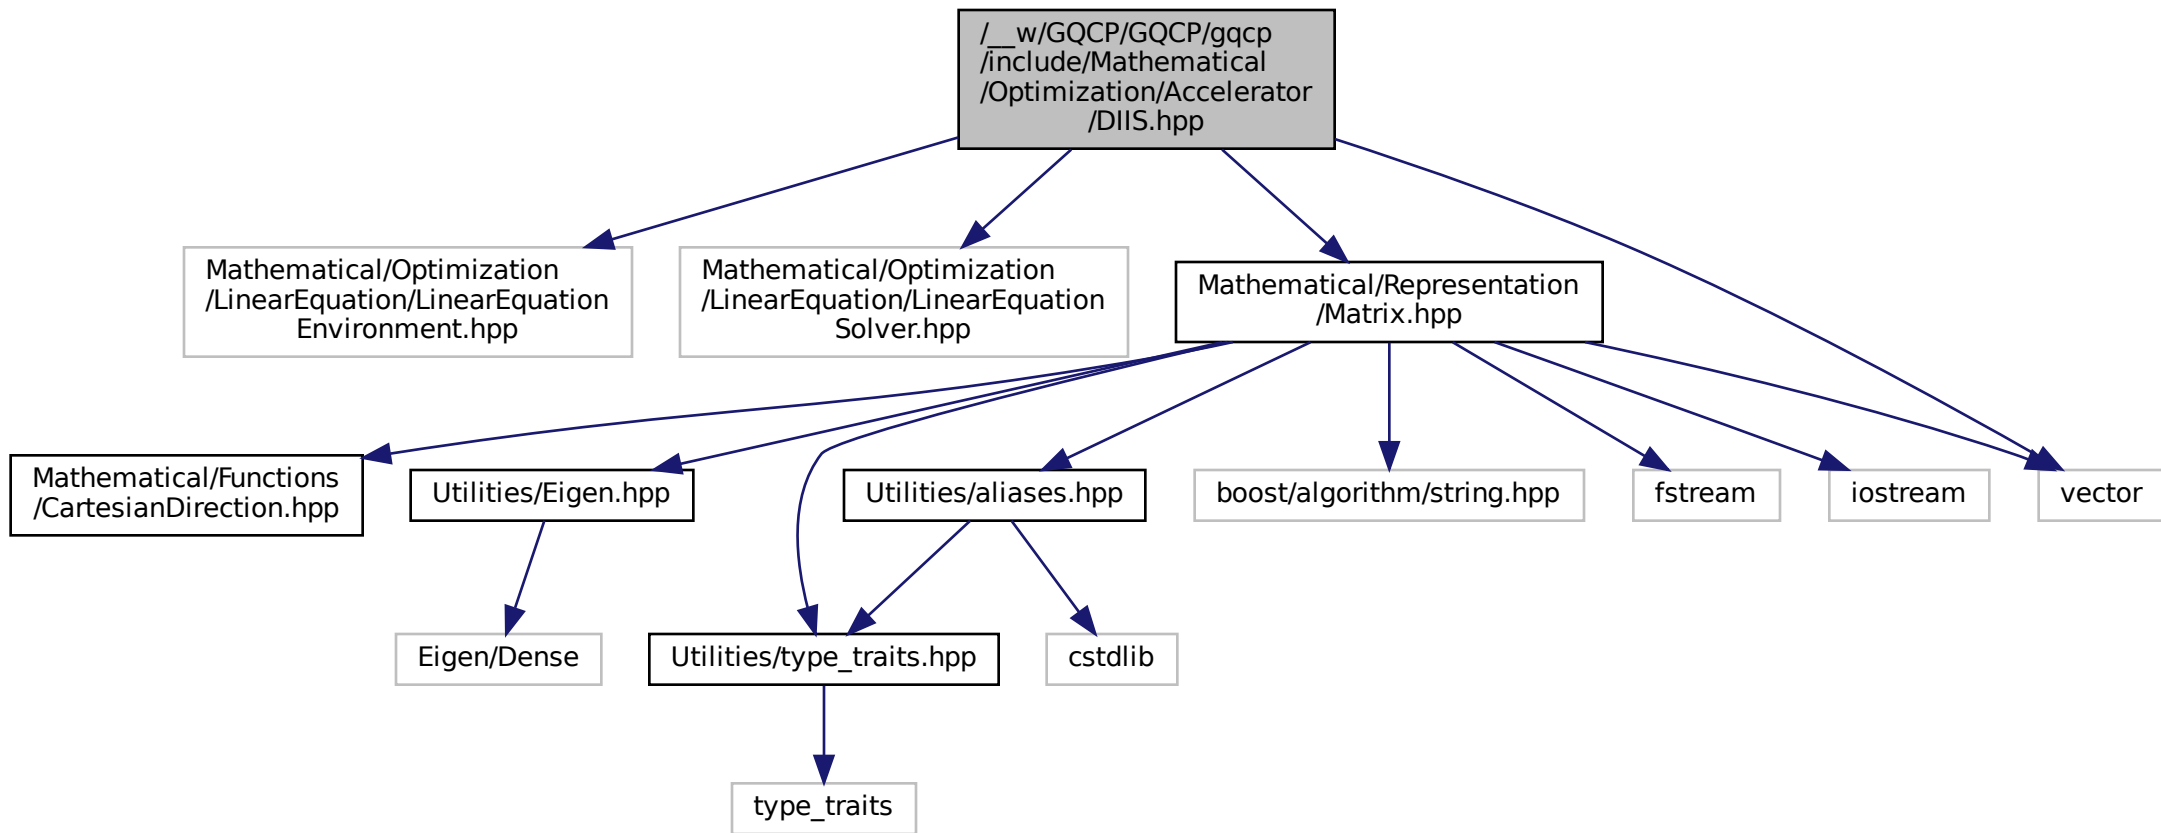 /__w/GQCP/GQCP/gqcp
/include/Mathematical
/Optimization/Accelerator
/DIIS.hpp
Mathematical/Optimization
/LinearEquation/LinearEquation
Environment.hpp
Mathematical/Optimization
/LinearEquation/LinearEquation
Solver.hpp
Mathematical/Representation
/Matrix.hpp
Mathematical/Functions
/CartesianDirection.hpp
Utilities/Eigen.hpp
Utilities/aliases.hpp
boost/algorithm/string.hpp
fstream
iostream
vector
Eigen/Dense
Utilities/type_traits.hpp
cstdlib
type_traits